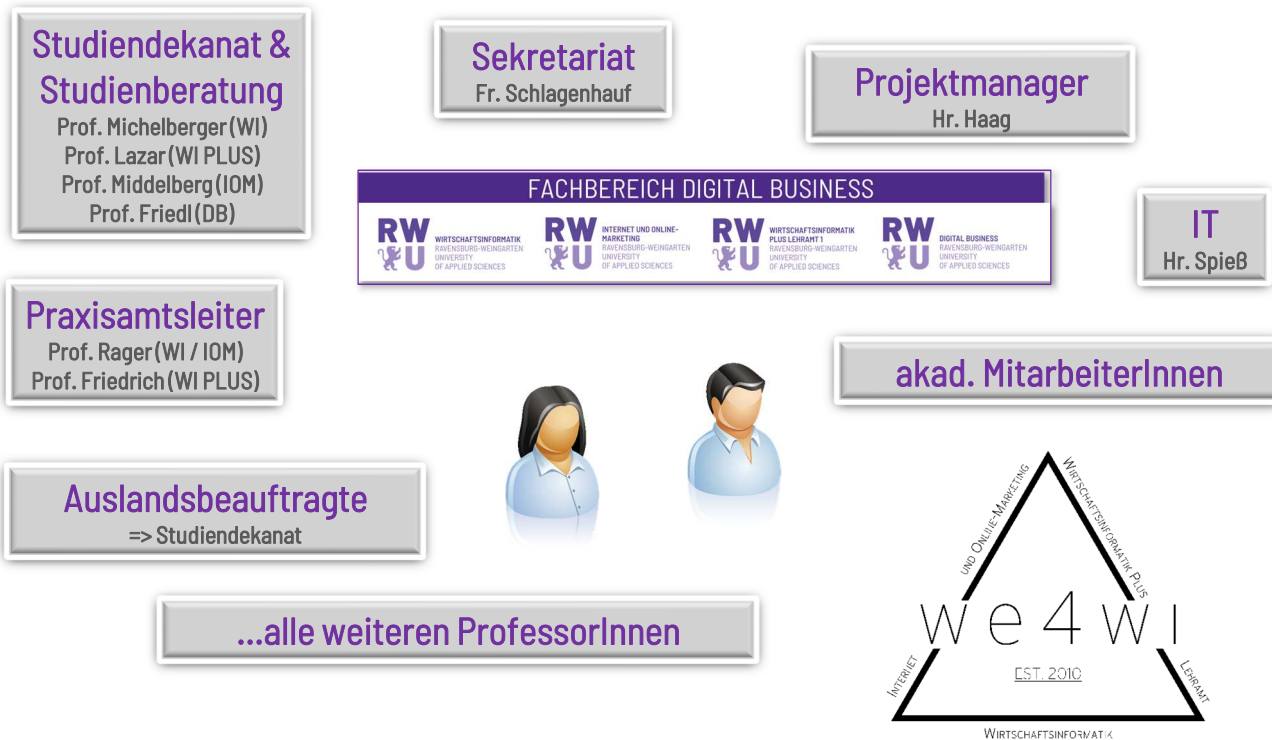 Studiendekanat &
Studienberatung
Prof. Michelberger (WI)
Prof. Lazar (WI PLUS)
Prof. Middelberg (IOM)
Prof. Friedl (DB)
Sekretariat
Fr. Schlagenhauf
Projektmanager
Hr. Haag
FACHBEREICH DIGITAL BUSINESS
RW
U
WIRTSCHAFTSINFORMATIK
RAVENSBURG-WEINGARTEN
UNIVERSITY
OF APPLIED SCIENCES
RW
U
INTERNET UND ONLINE-
MARKETING
RAVENSBURG-WEINGARTEN
UNIVERSITY
OF APPLIED SCIENCES
RW
U
WIRTSCHAFTSINFORMATIK
PLUS LEHRAMT 1
RAVENSBURG-WEINGARTEN
UNIVERSITY
OF APPLIED SCIENCES
RW
U
DIGITAL BUSINESS
RAVENSBURG-WEINGARTEN
UNIVERSITY
OF APPLIED SCIENCES
IT
Hr. Spieß
Praxisamtsleiter
Prof. Rager (WI / IOM)
Prof. Friedrich (WI PLUS)
akad. MitarbeiterInnen
Auslandsbeauftragte
=> Studiendekanat
...alle weiteren ProfessorInnen
INTERNET
UND ONLINE-MARKETING
WIRTSCHAFTSINFORMATIK PLUS
LEHRAMT
we4WI
EST. 2010
WIRTSCHAFTSINFORMATIK